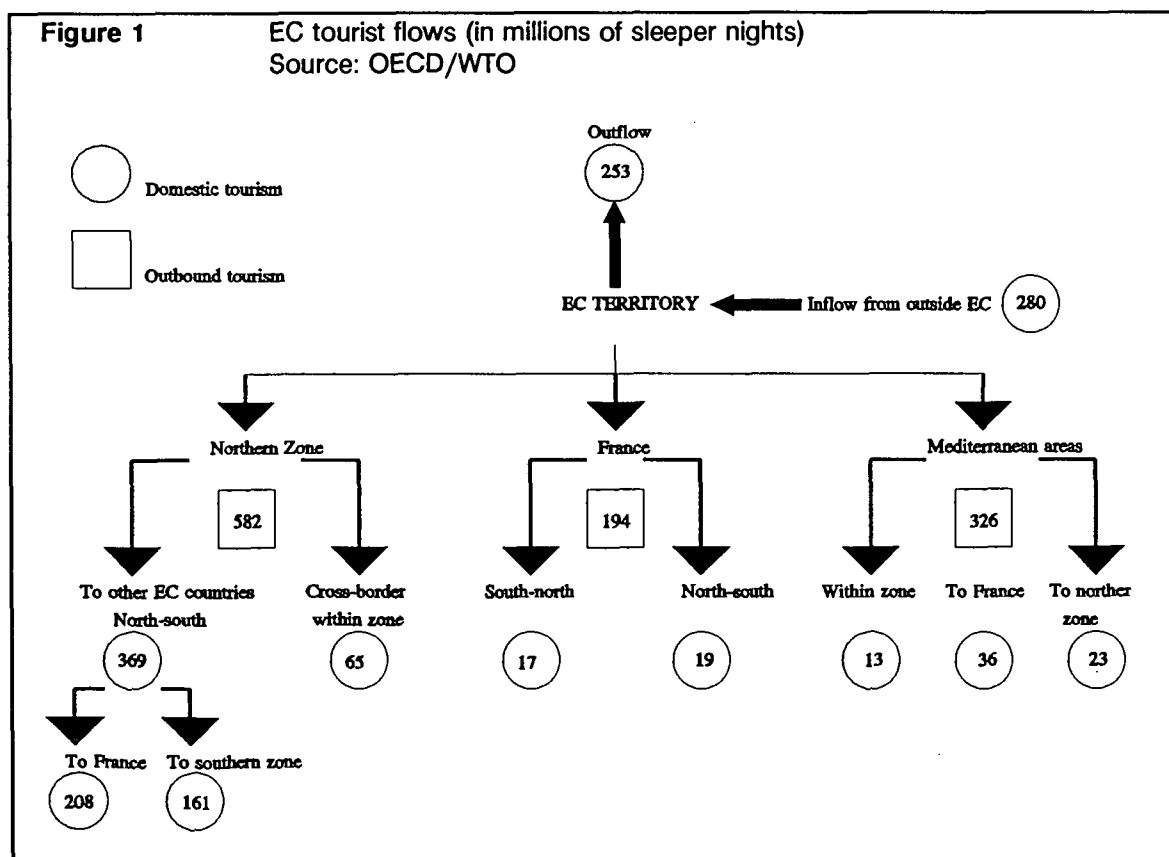 Figure 1 EC tourist flows (in millions of sleeper nights)
Source: OECD/WTO
Outflow
253
Domestic tourism
Outbound tourism
EC TERRITORY
Inflow from outside EC
280
Northern Zone
France
Mediterranean areas
582
194
326
To other EC countries
North-south
Cross-border
within zone
South-north
North-south
Within zone
To France
To norther
zone
369
65
17
19
13
36
23
To France
To southern zone
208
161